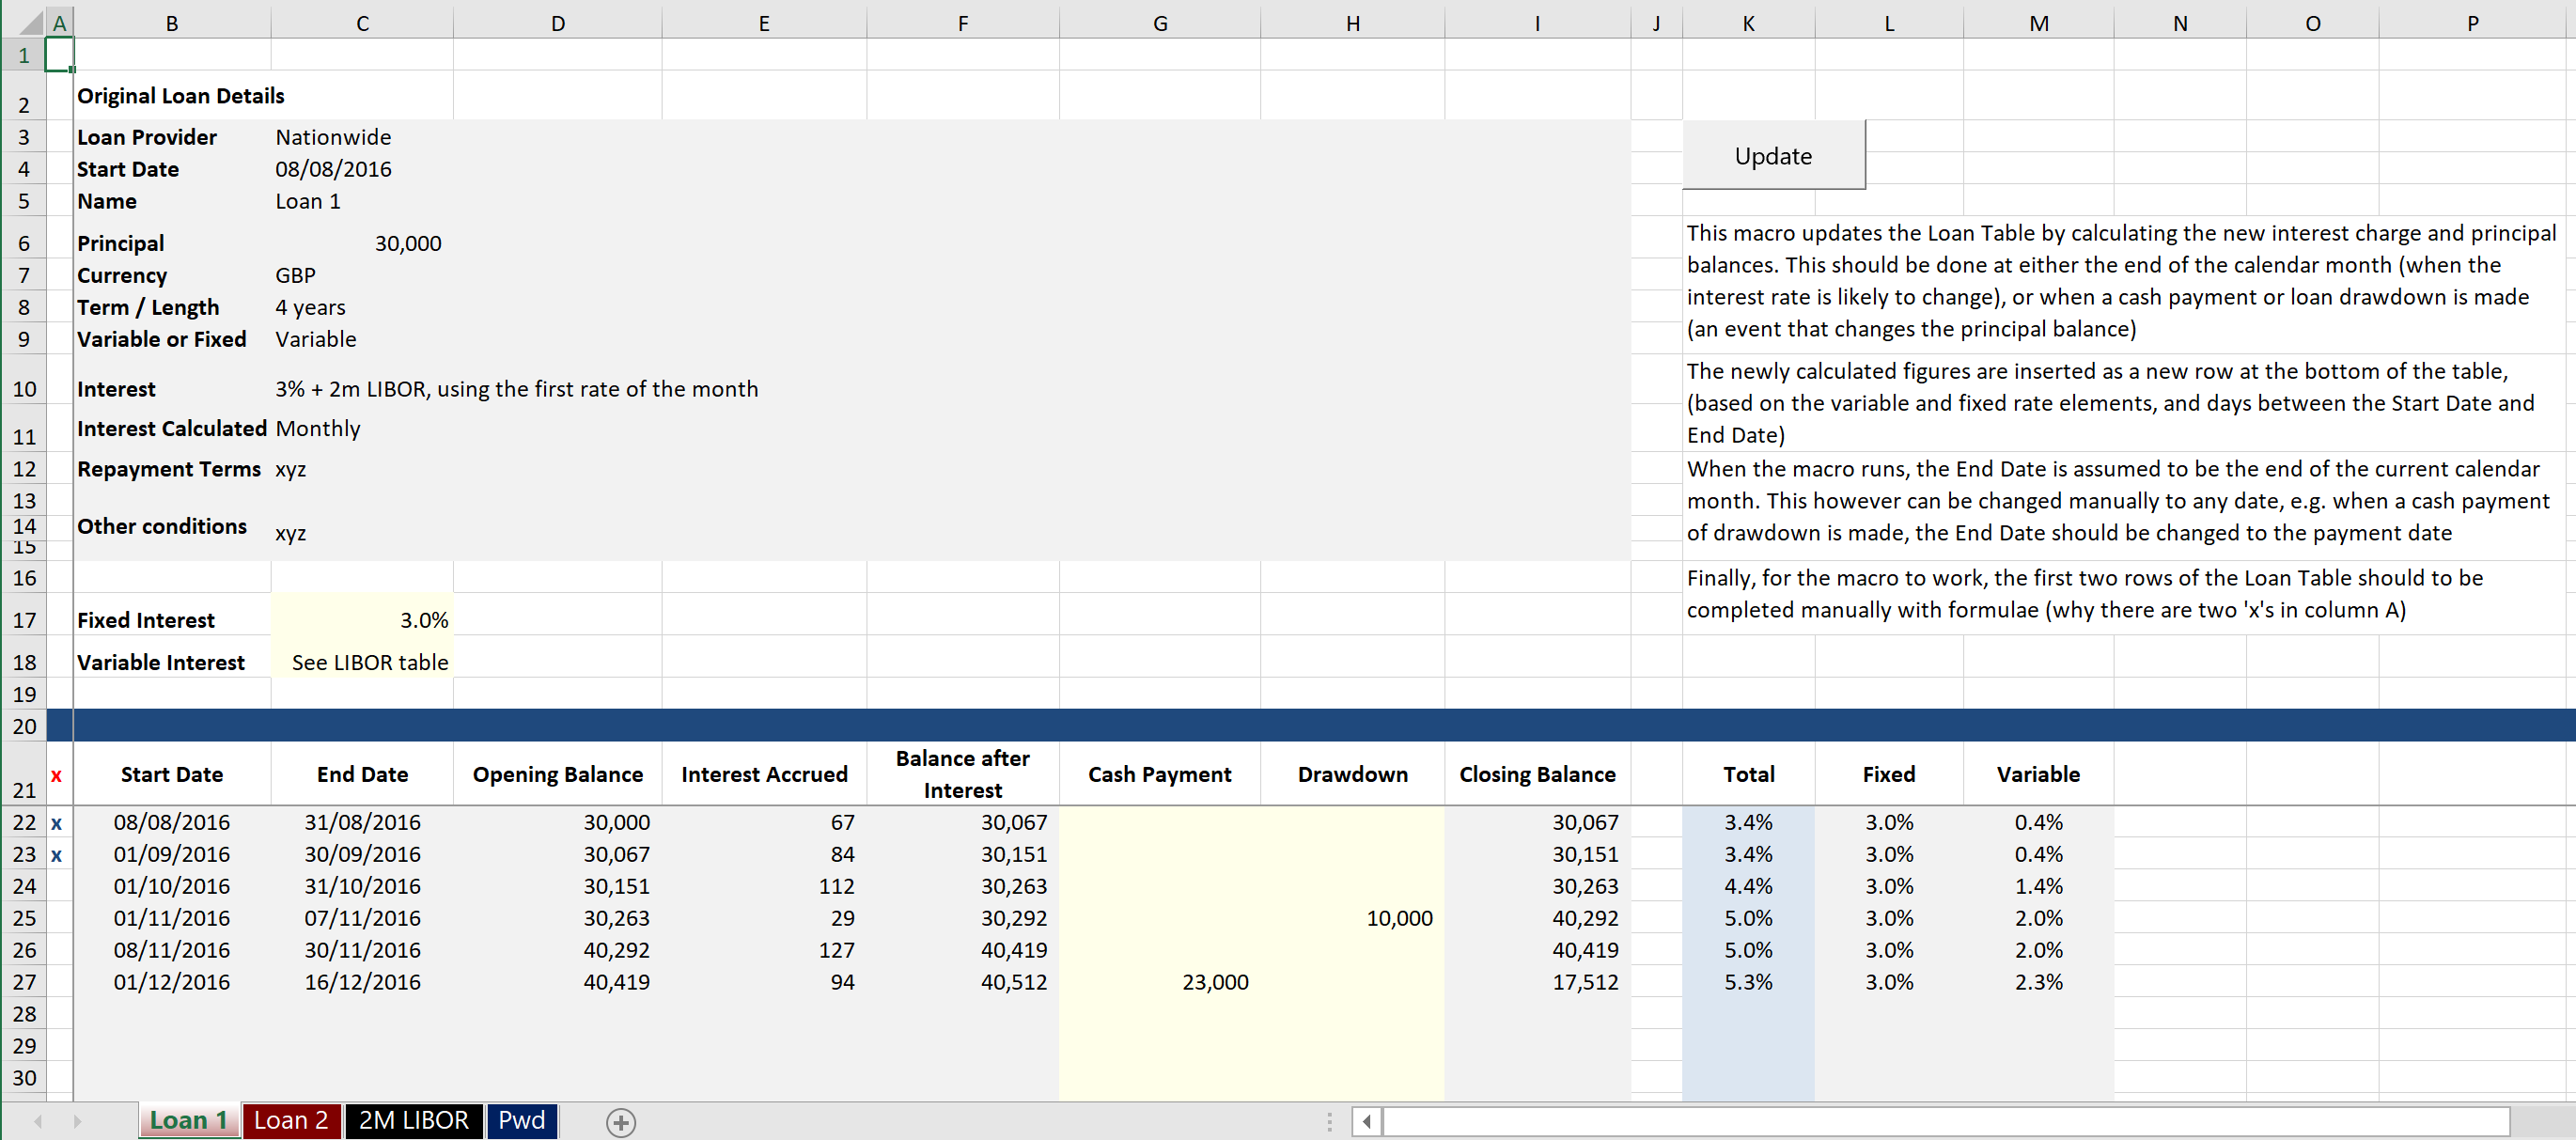 A B C D E F G H I J K L M N O P
1
2 Original Loan Details
3 Loan Provider Nationwide
Update
4 Start Date 08/08/2016
5 Name Loan 1
6 Principal 30,000
This macro updates the Loan Table by calculating the new interest charge and principal
balances. This should be done at either the end of the calendar month (when the
interest rate is likely to change), or when a cash payment or loan drawdown is made
(an event that changes the principal balance)
7 Currency GBP
8 Term / Length 4 years
9 Variable or Fixed Variable
10 Interest 3% + 2m LIBOR, using the first rate of the month
The newly calculated figures are inserted as a new row at the bottom of the table,
(based on the variable and fixed rate elements, and days between the Start Date and
End Date)
11 Interest Calculated Monthly
12 Repayment Terms xyz
When the macro runs, the End Date is assumed to be the end of the current calendar
month. This however can be changed manually to any date, e.g. when a cash payment
of drawdown is made, the End Date should be changed to the payment date
13
14 Other conditions xyz
15
16
Finally, for the macro to work, the first two rows of the Loan Table should to be
completed manually with formulae (why there are two 'x's in column A)
17 Fixed Interest 3.0%
18 Variable Interest See LIBOR table
19
20
21 x Start Date End Date Opening Balance Interest Accrued Balance after Interest Cash Payment Drawdown Closing Balance Total Fixed Variable
22 x 08/08/2016 31/08/2016 30,000 67 30,067 30,067 3.4% 3.0% 0.4%
23 x 01/09/2016 30/09/2016 30,067 84 30,151 30,151 3.4% 3.0% 0.4%
24 01/10/2016 31/10/2016 30,151 112 30,263 30,263 4.4% 3.0% 1.4%
25 01/11/2016 07/11/2016 30,263 29 30,292 10,000 40,292 5.0% 3.0% 2.0%
26 08/11/2016 30/11/2016 40,292 127 40,419 40,419 5.0% 3.0% 2.0%
27 01/12/2016 16/12/2016 40,419 94 40,512 23,000 17,512 5.3% 3.0% 2.3%
28
29
30
Loan 1 Loan 2 2M LIBOR Pwd